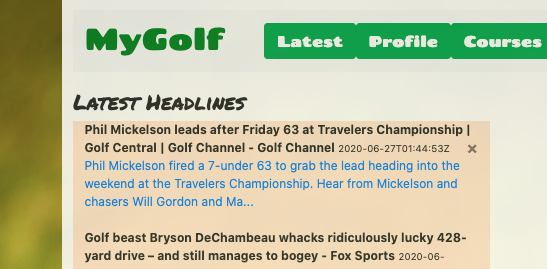 MyGolf
Latest Profile Courses
Latest Headlines
Phil Mickelson leads after Friday 63 at Travelers Championship |
Golf Central | Golf Channel - Golf Channel 2020-06-27T01:44:53Z ×
Phil Mickelson fired a 7-under 63 to grab the lead heading into the
weekend at the Travelers Championship. Hear from Mickelson and
chasers Will Gordon and Ma...
Golf beast Bryson DeChambeau whacks ridiculously lucky 428-
yard drive – and still manages to bogey - Fox Sports 2020-06-